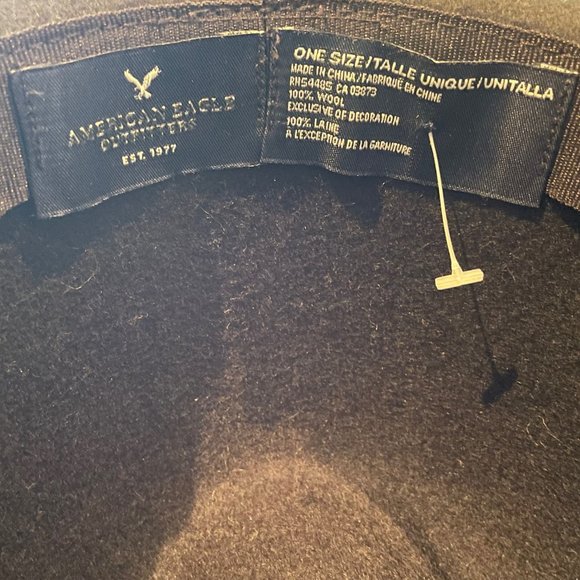 AMERICAN EAGLE
OUTFITTERS
EST. 1977
ONE SIZE/TALLE UNIQUE/UNITALLA
MADE IN CHINA/FABRIQUÉ EN CHINE
RN54485 CA 03873
100% WOOL
EXCLUSIVE OF DECORATION
100% LAINE
A L'EXCEPTION DE LA GARNITURE